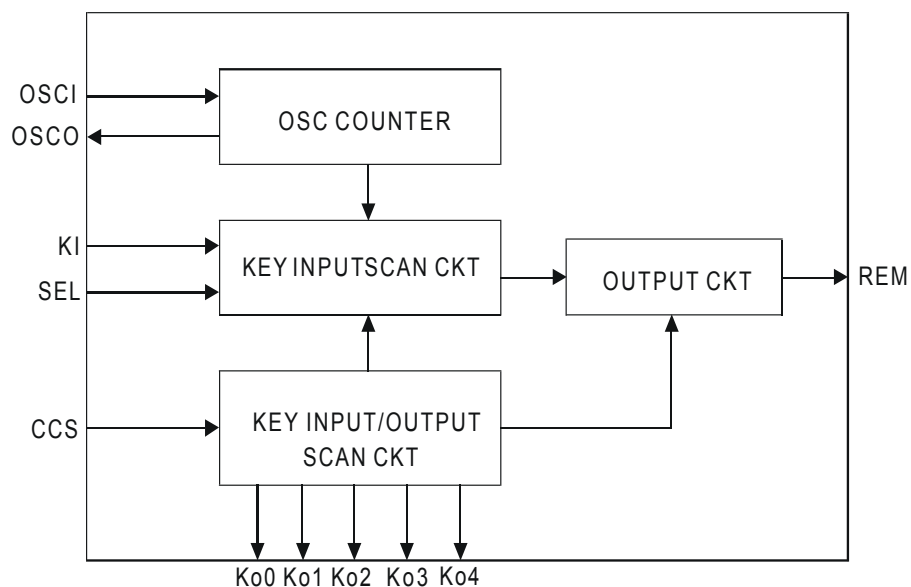 OSCI
OSCO
OSC COUNTER
KI
SEL
KEY INPUTSCAN CKT
OUTPUT CKT
REM
CCS
KEY INPUT/OUTPUT
SCAN CKT
Ko0 Ko1 Ko2 Ko3 Ko4